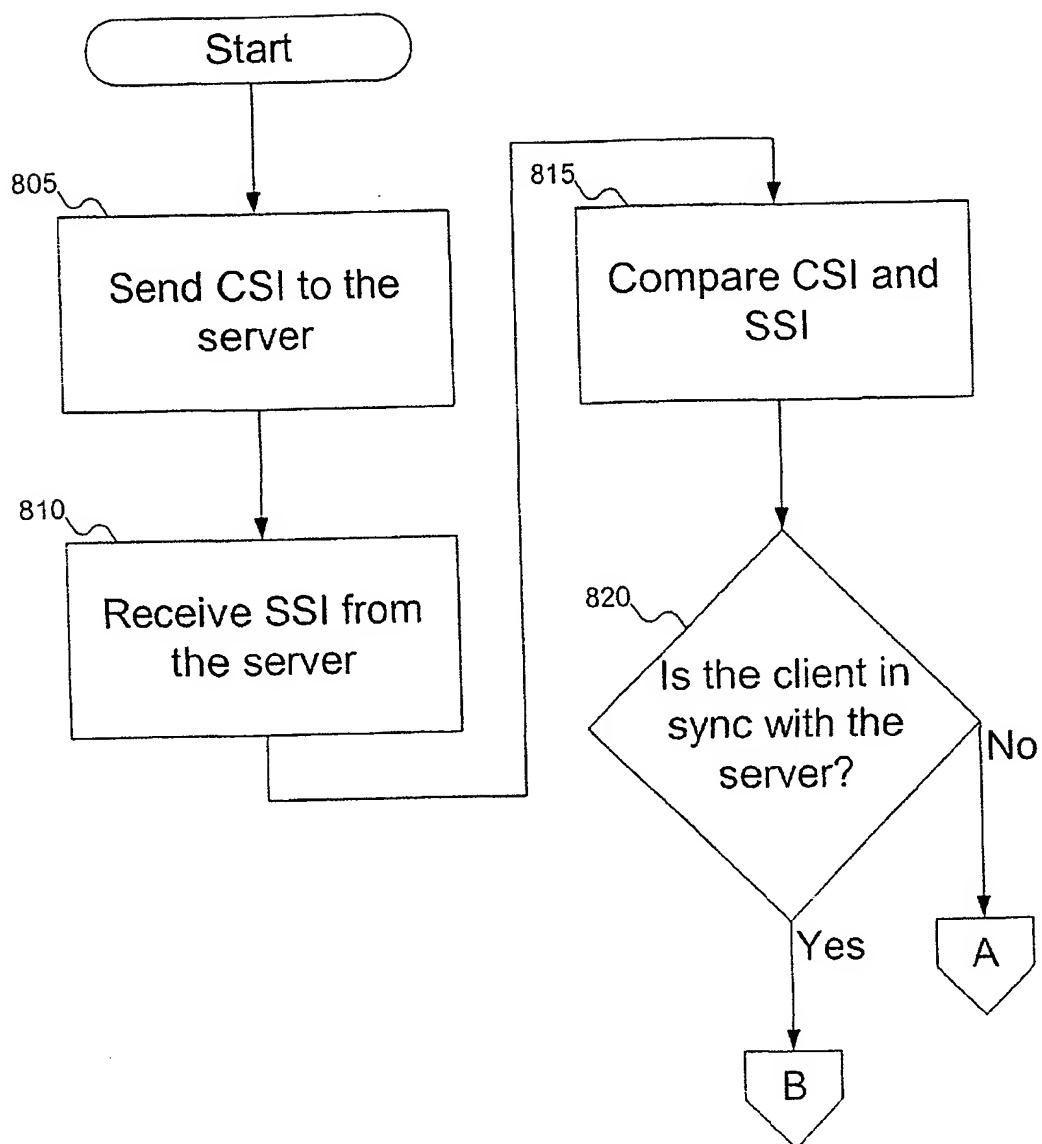 Start
805
Send CSI to the
server
810
Receive SSI from
the server
815
Compare CSI and
SSI
820
Is the client in
sync with the
server?
No
A
Yes
B